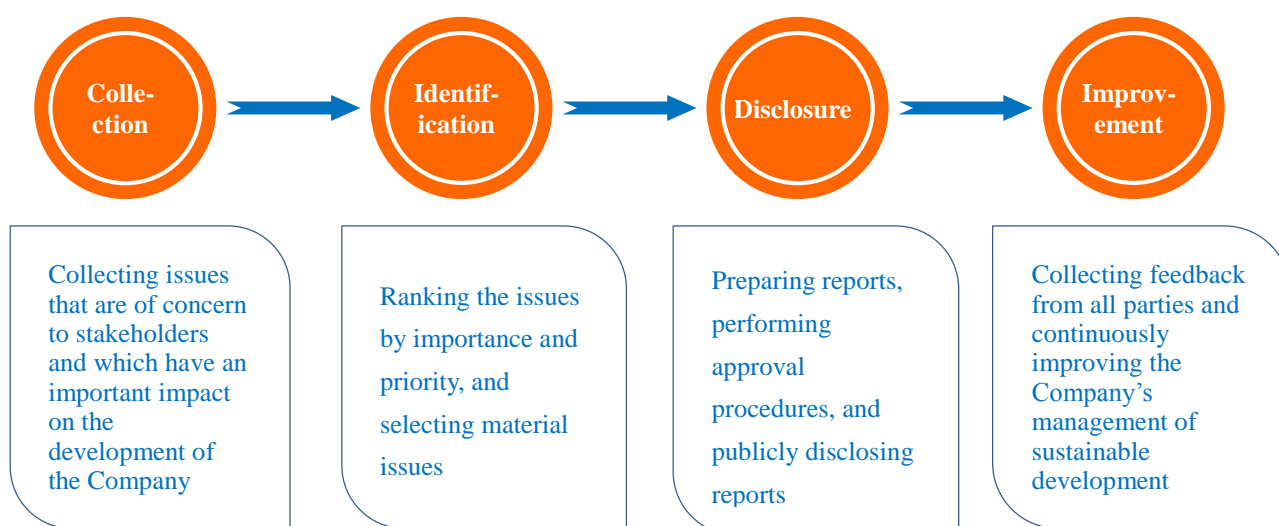 Colle-
ction
Identif-
ication
Disclosure
Improv-
ement
Collecting issues
that are of concern
to stakeholders
and which have an
important impact
on the
development of
the Company
Ranking the issues
by importance and
priority, and
selecting material
issues
Preparing reports,
performing
approval
procedures, and
publicly disclosing
reports
Collecting feedback
from all parties and
continuously
improving the
Company’s
management of
sustainable
development